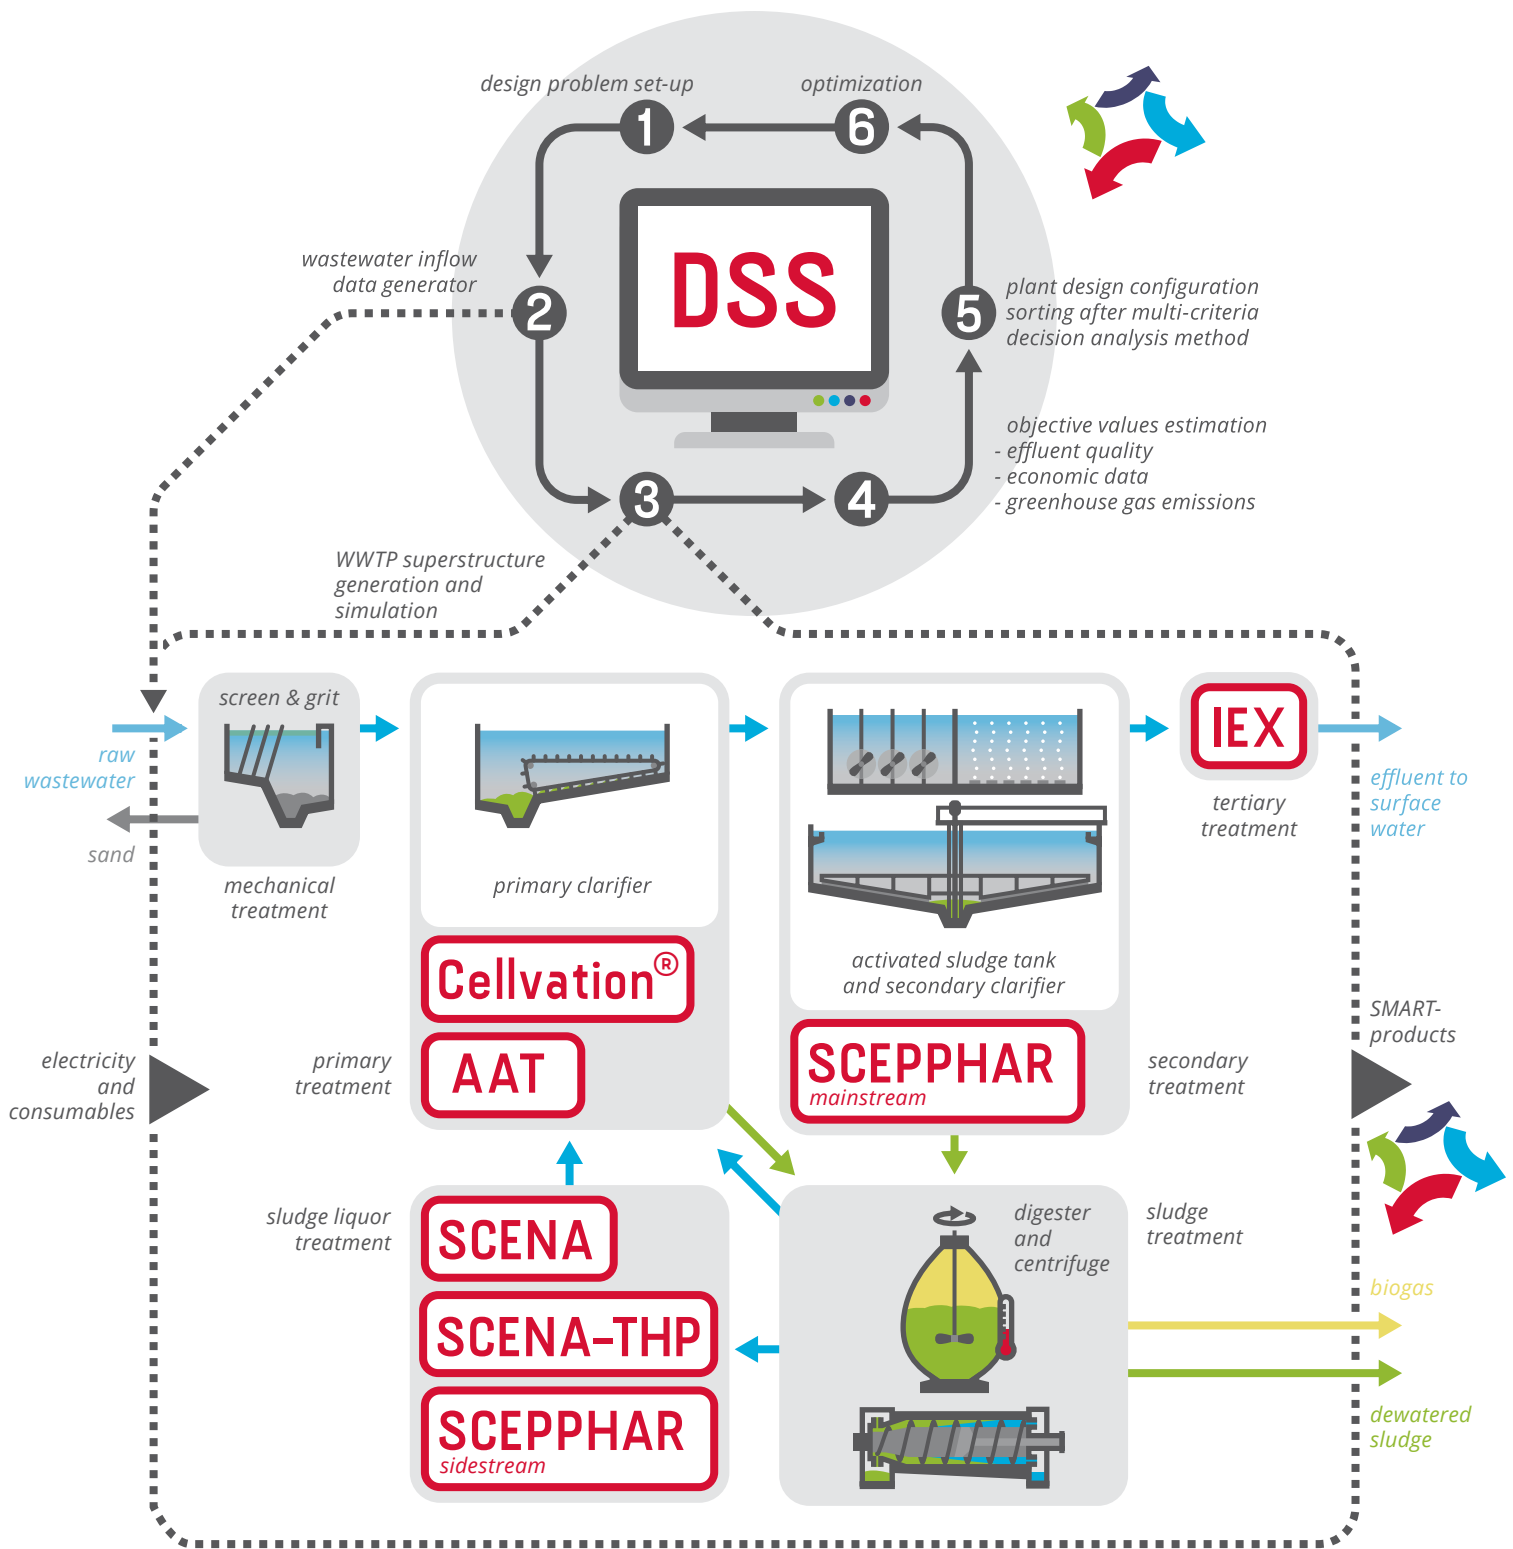 design problem set-up
optimization
1
6
wastewater inflow
data generator
DSS
2
5
plant design configuration
sorting after multi-criteria
decision analysis method
objective values estimation
- effluent quality
- economic data
- greenhouse gas emissions
3
4
WWTP superstructure
generation and
simulation
screen & grit
raw
wastewater
sand
mechanical
treatment
primary clarifier
Cellvation®
AAT
primary
treatment
activated sludge tank
and secondary clarifier
SCEPPHAR
mainstream
secondary
treatment
IEX
tertiary
treatment
effluent to
surface
water
SMART-
products
electricity
and
consumables
sludge liquor
treatment
SCENA
SCENA-THP
SCEPPHAR
sidestream
digester
and
centrifuge
sludge
treatment
biogas
dewatered
sludge